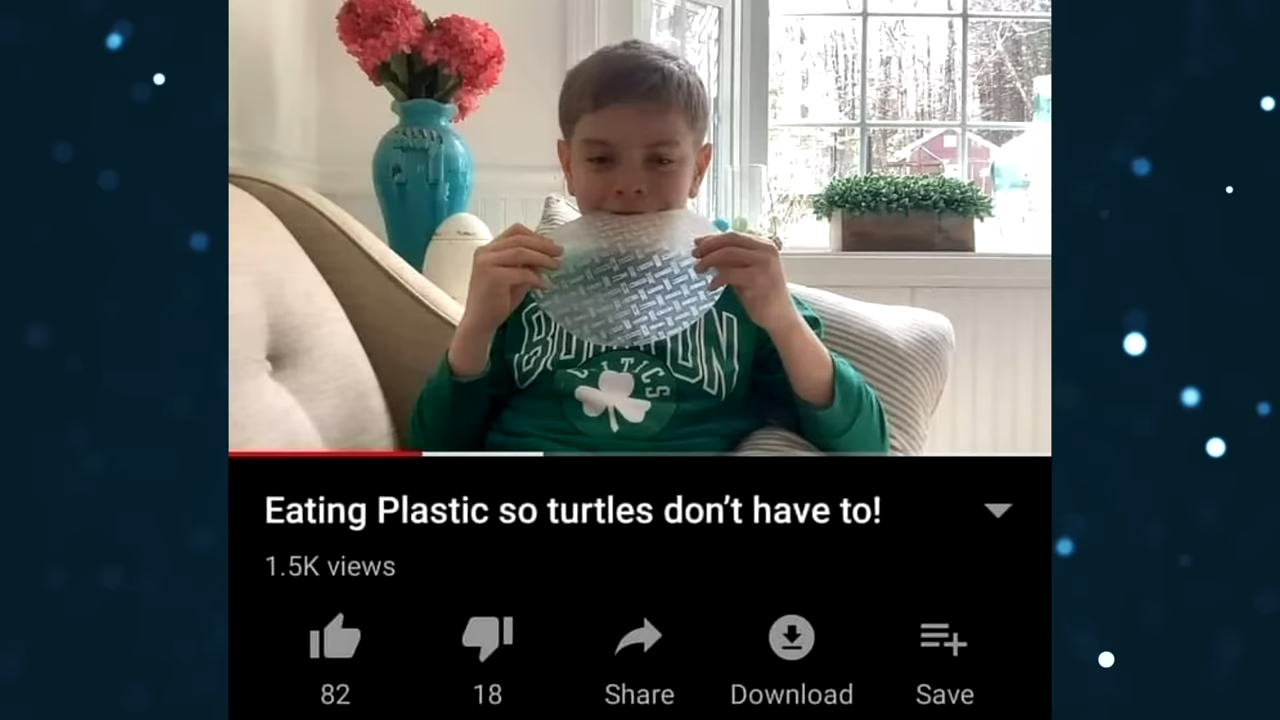 BOSTON
CELTICS
Eating Plastic so turtles don't have to!
1.5K views
82
18
Share
Download
Save